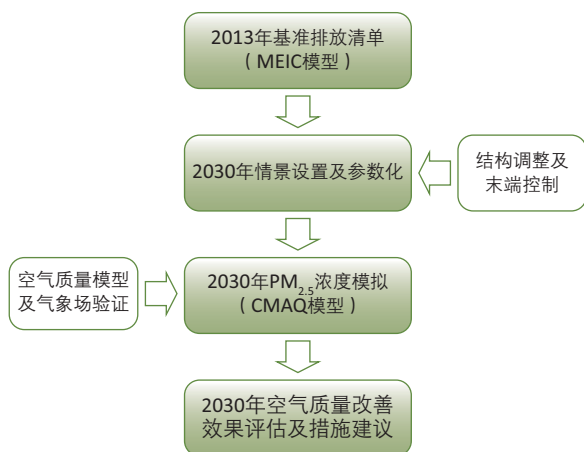 2013年基准排放清单
（MEIC模型）
2030年情景设置及参数化
结构调整及
末端控制
空气质量模型
及气象场验证
2030年PM2.5浓度模拟
（CMAQ模型）
2030年空气质量改善
效果评估及措施建议